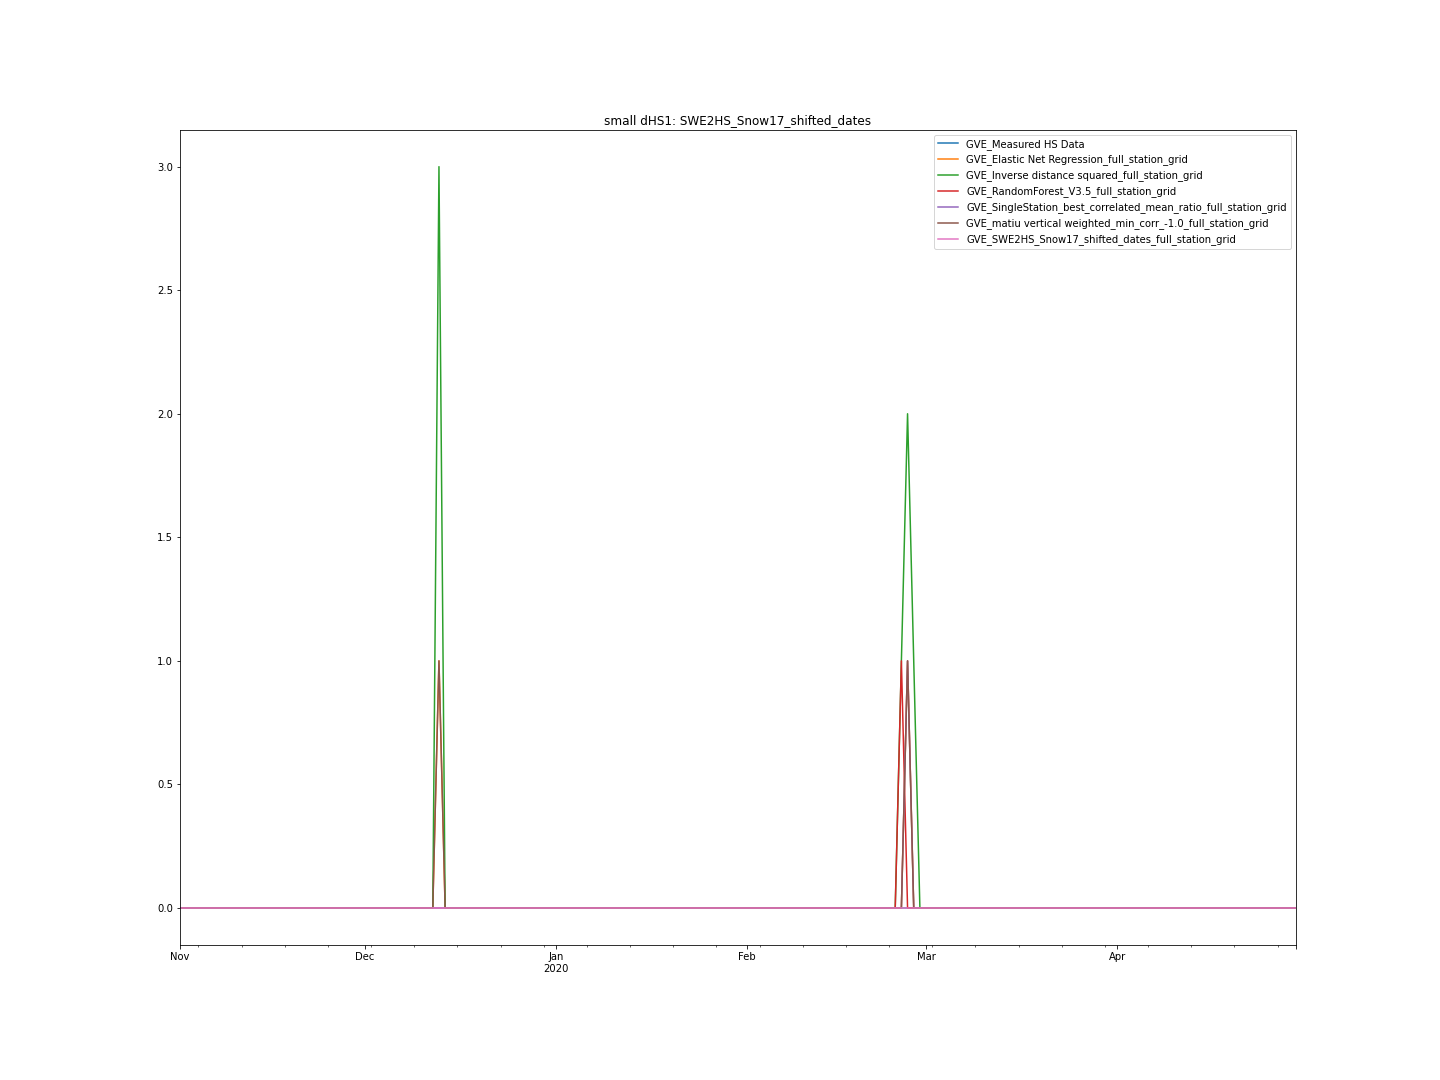 small dHS1: SWE2HS_Snow17_shifted_dates
GVE_Measured HS Data
GVE_Elastic Net Regression_full_station_grid
GVE_Inverse distance squared_full_station_grid
GVE_RandomForest_V3.5_full_station_grid
GVE_SingleStation_best_correlated_mean_ratio_full_station_grid
GVE_matiu vertical weighted_min_corr_-1.0_full_station_grid
GVE_SWE2HS_Snow17_shifted_dates_full_station_grid
3.0
2.5
2.0
1.5
1.0
0.5
0.0
Nov Dec Jan Feb Mar Apr
2020